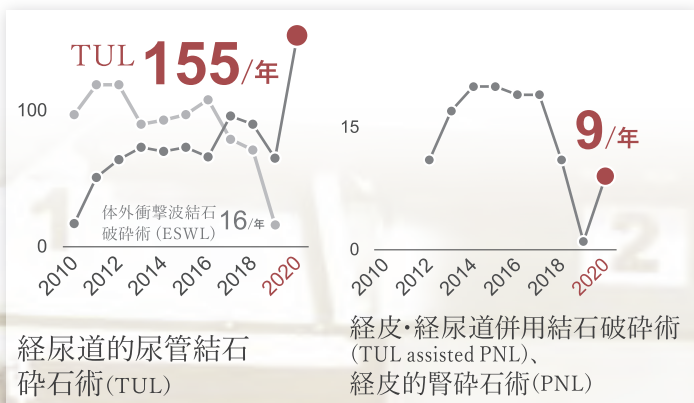 TUL 155/年
100
体外衝撃波結石
破砕術（ESWL）
16/年
0
2010
2012
2014
2016
2018
2020
経尿道的尿管結石
砕石術(TUL)
9/年
15
0
2010
2012
2014
2016
2018
2020
経皮・経尿道併用結石破砕術
(TUL assisted PNL)、
経皮的腎砕石術(PNL)
1
2